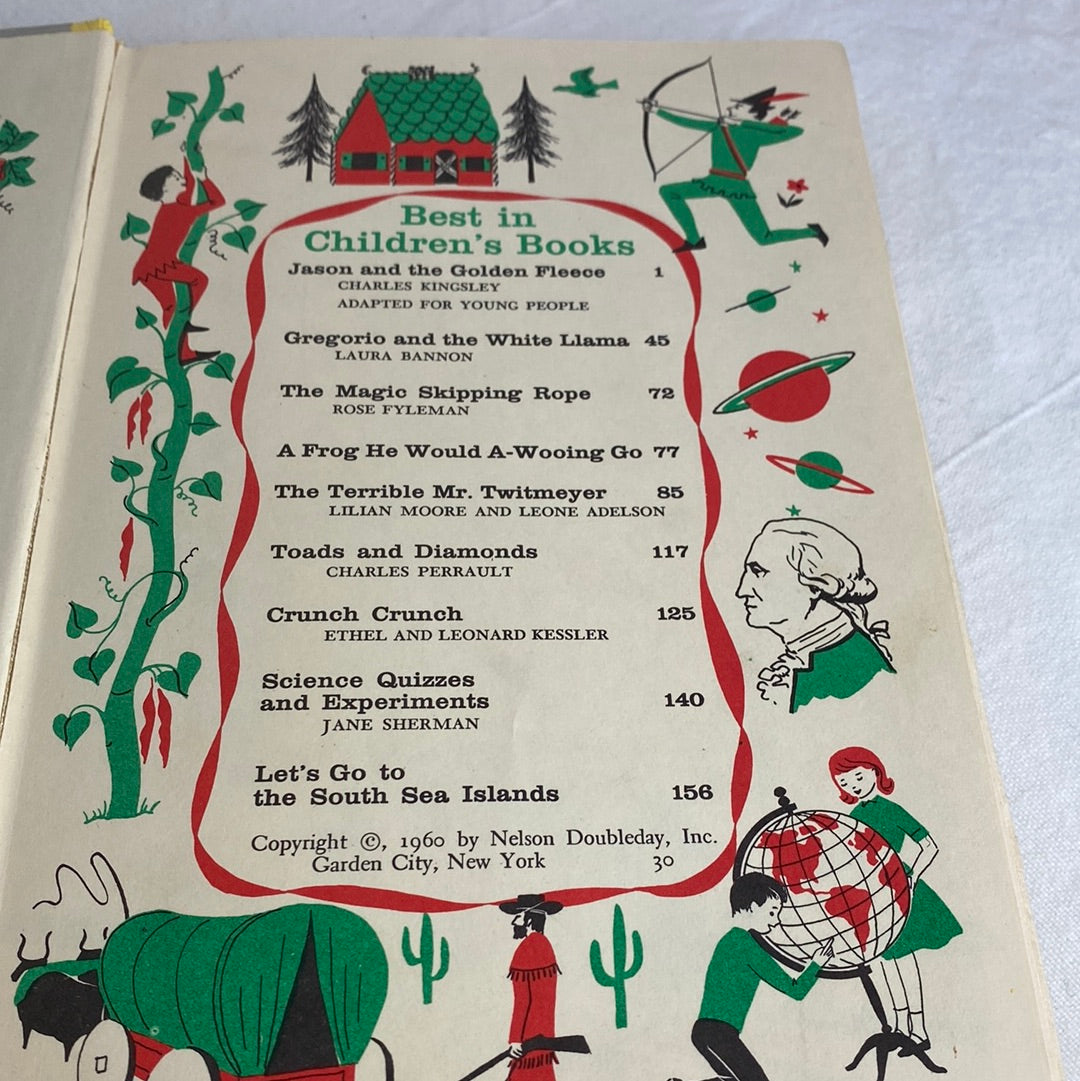 Best in
Children's Books
Jason and the Golden Fleece 1
CHARLES KINGSLEY
ADAPTED FOR YOUNG PEOPLE
Gregorio and the White Llama 45
LAURA BANNON
The Magic Skipping Rope 72
ROSE FYLEMAN
A Frog He Would A-Wooing Go 77
The Terrible Mr. Twitmeyer 85
LILIAN MOORE AND LEONE ADELSON
Toads and Diamonds 117
CHARLES PERRAULT
Crunch Crunch 125
ETHEL AND LEONARD KESSLER
Science Quizzes
and Experiments 140
JANE SHERMAN
Let's Go to
the South Sea Islands 156
Copyright ©, 1960 by Nelson Doubleday, Inc.
Garden City, New York 30